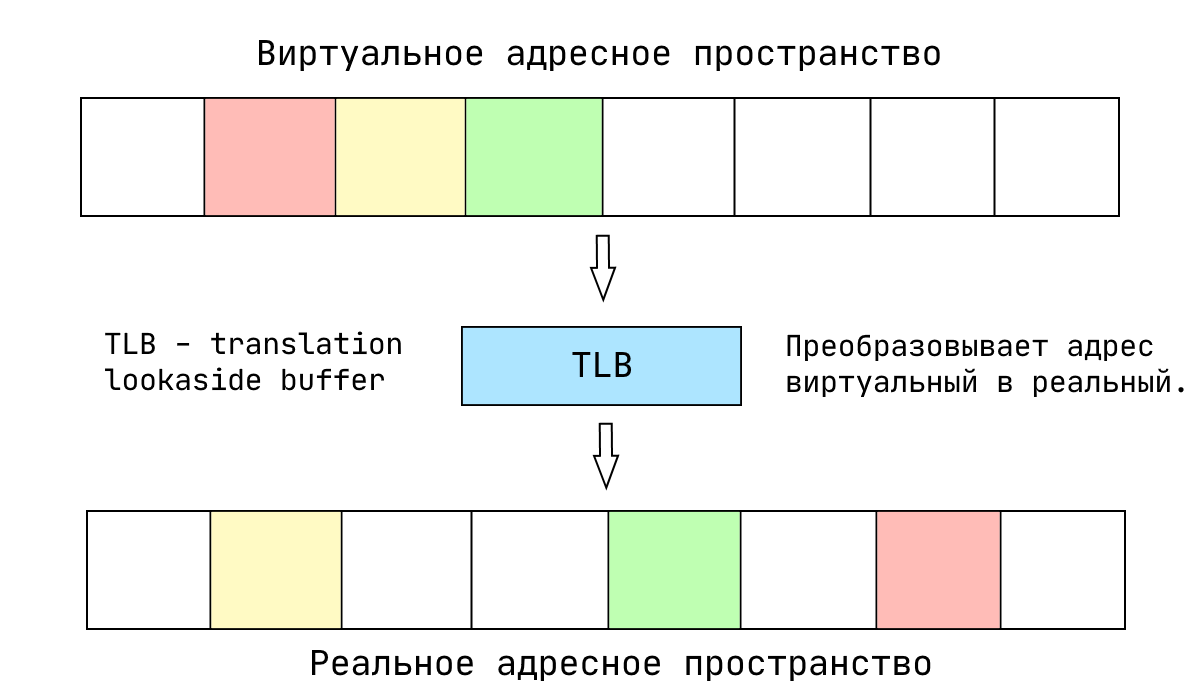 Виртуальное адресное пространство
TLB - translation
lookaside buffer
TLB
Преобразовывает адрес
виртуальный в реальный.
Реальное адресное пространство